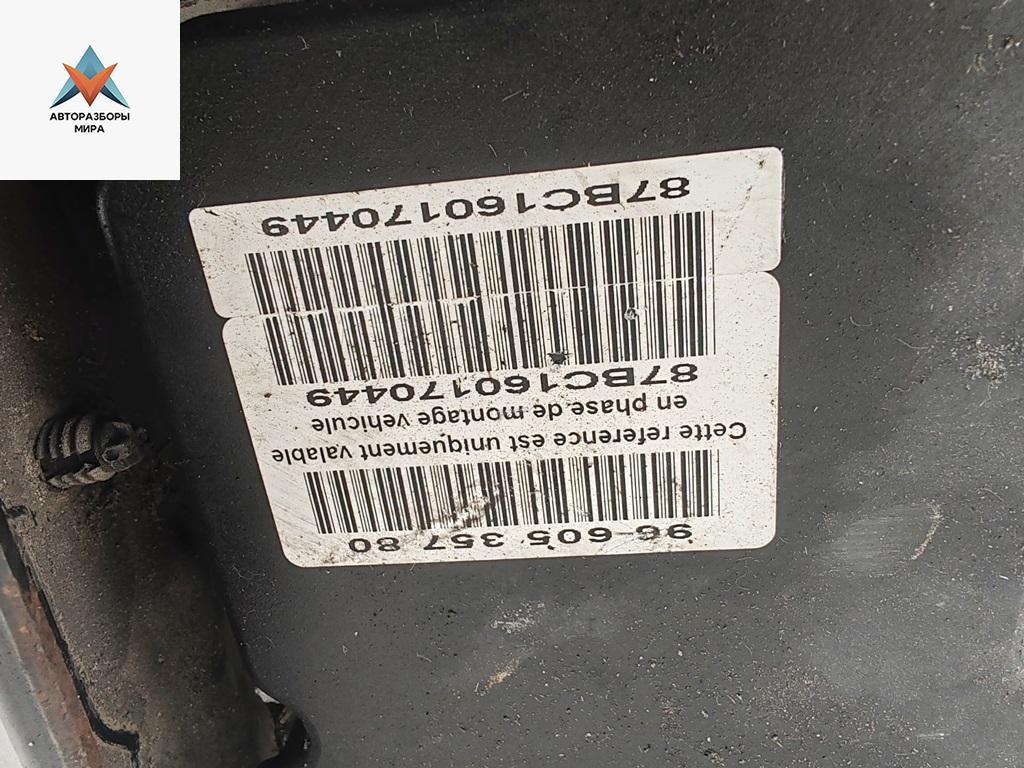 АВТОРАЗБОРЫ
МИРА
96-605 357 80
Cette reference est uniquement valable
en phase de montage vehicule .
87BC160170449
87BC160170449